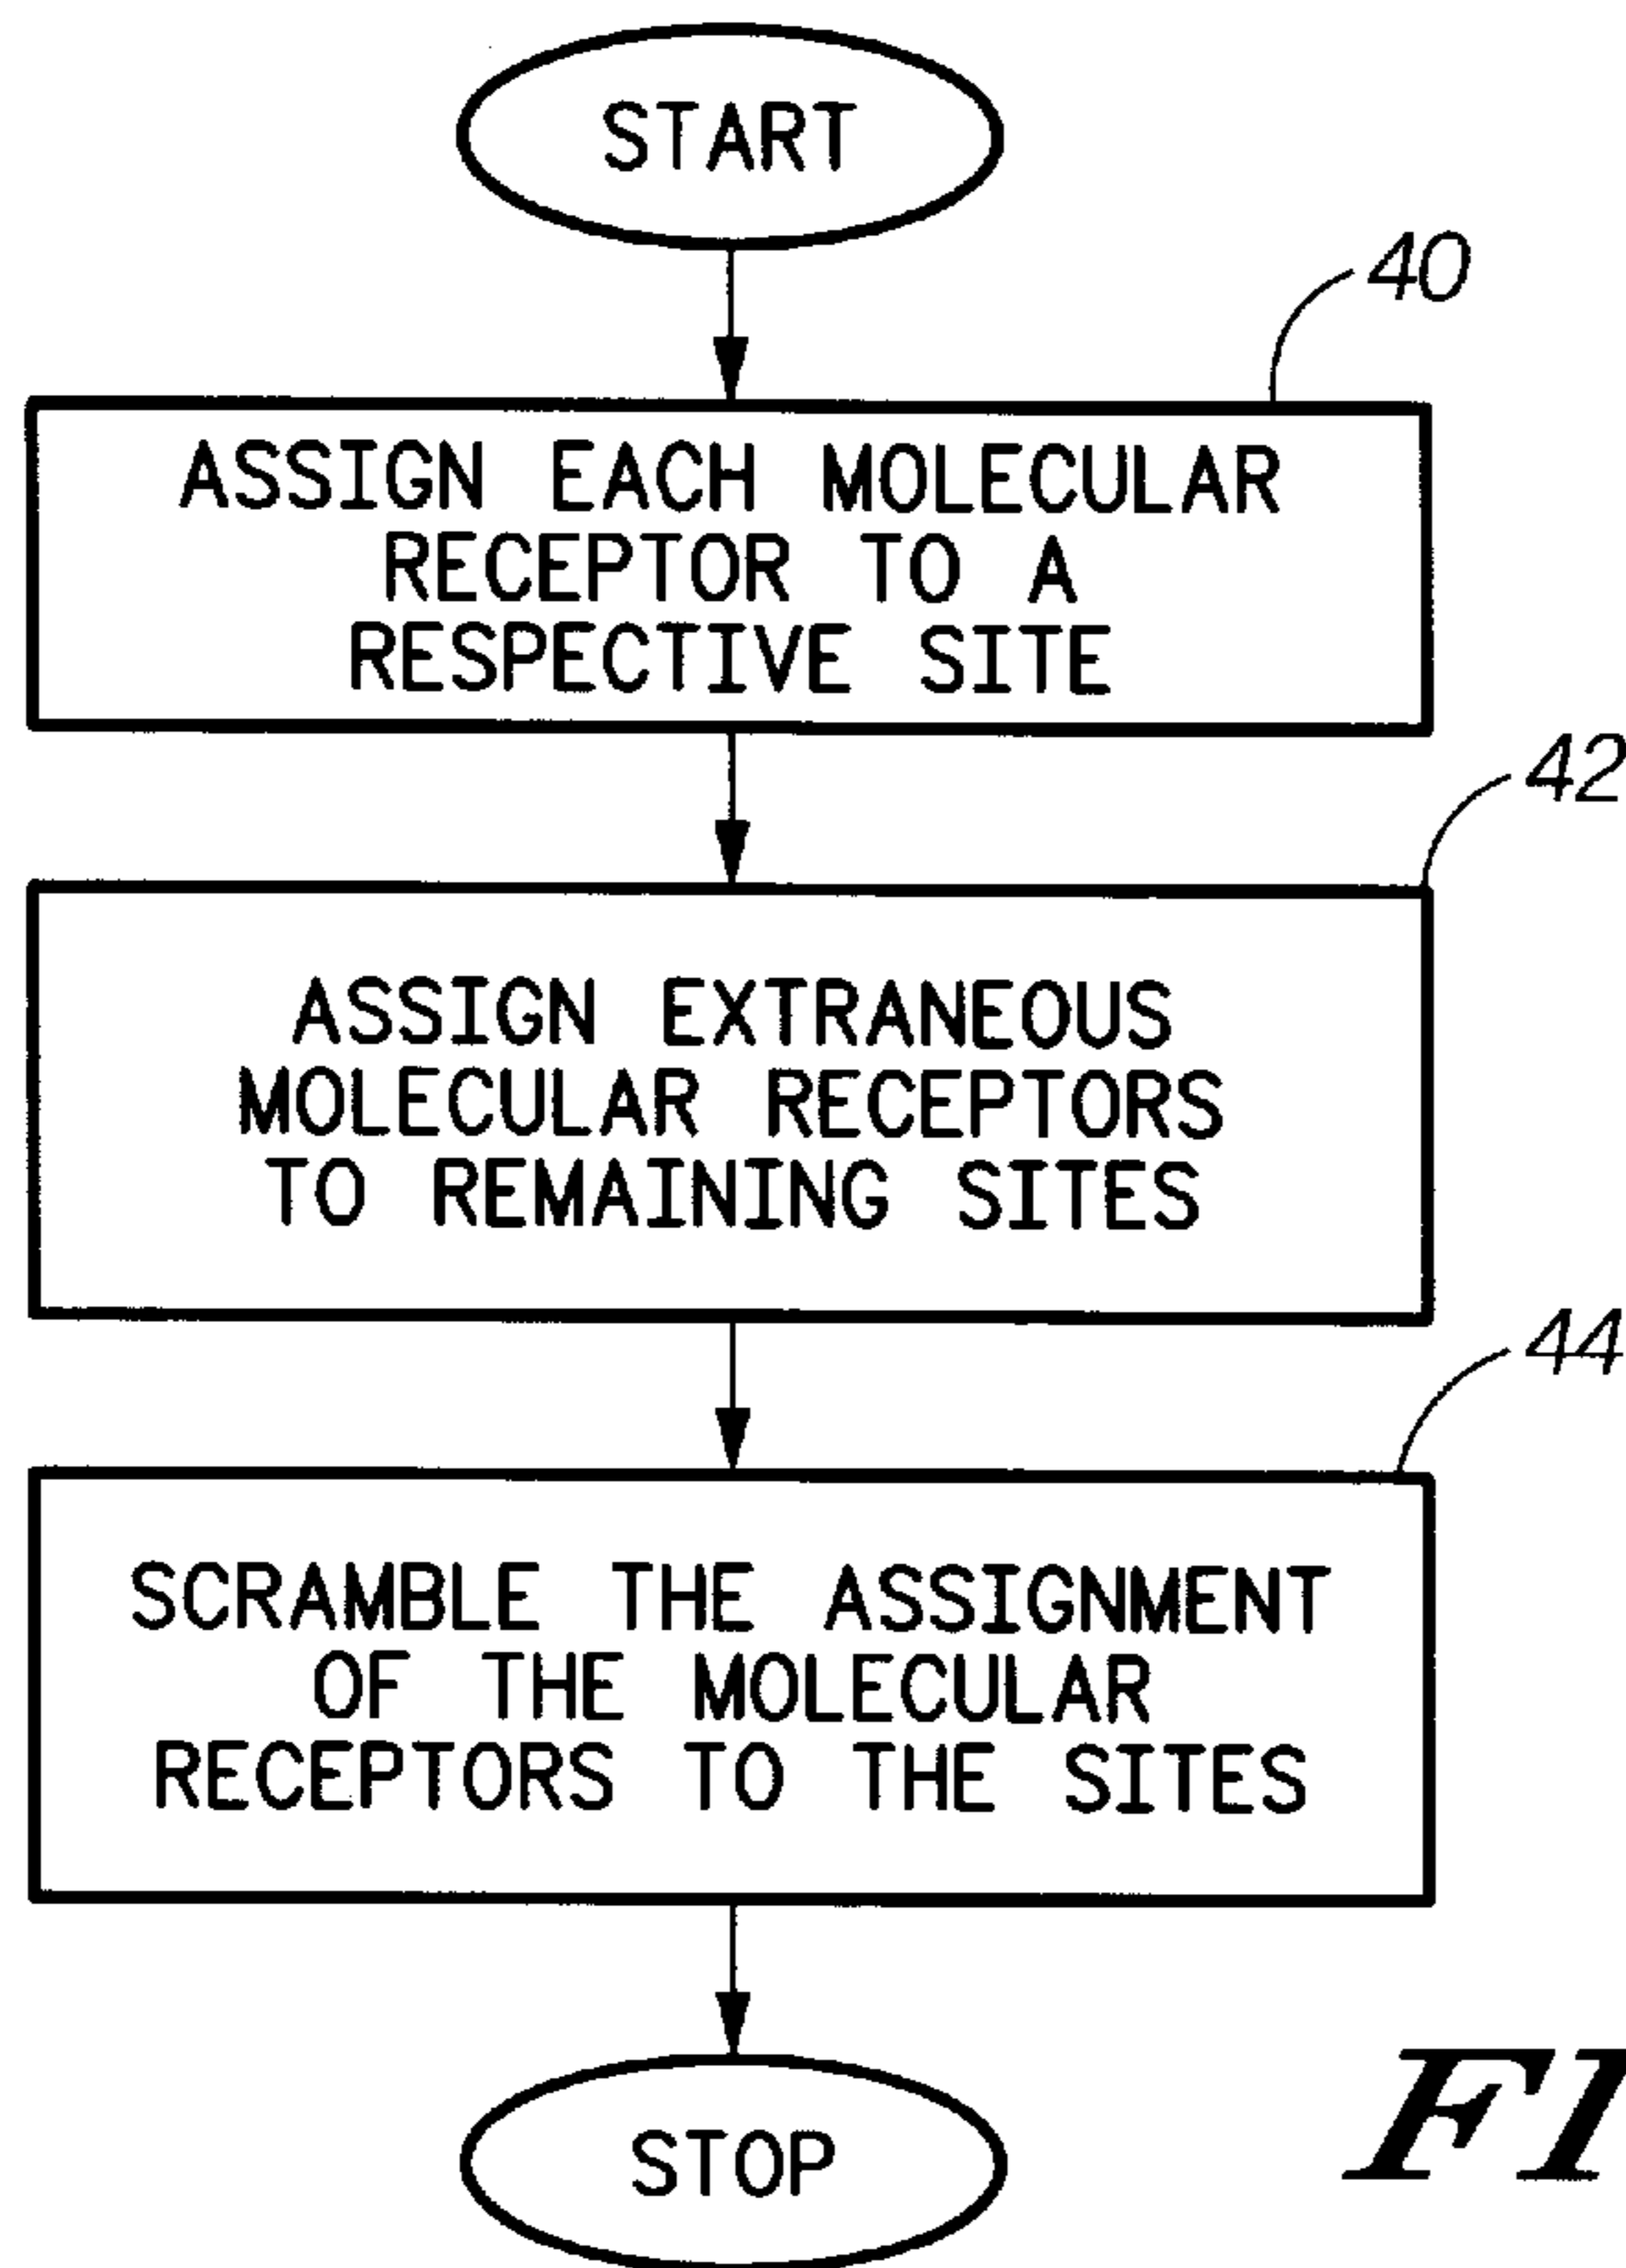 START
40
ASSIGN EACH MOLECULAR
RECEPTOR TO A
RESPECTIVE SITE
42
ASSIGN EXTRANEOUS
MOLECULAR RECEPTORS
TO REMAINING SITES
44
SCRAMBLE THE ASSIGNMENT
OF THE MOLECULAR
RECEPTORS TO THE SITES
STOP